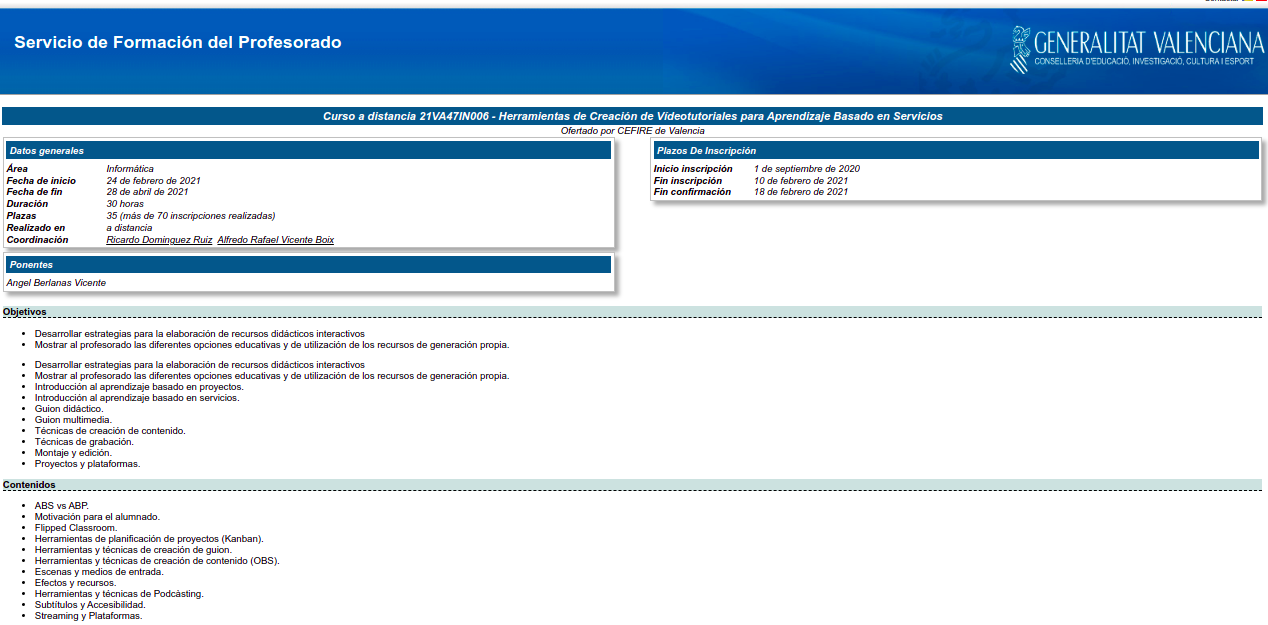 Servicio de Formación del Profesorado
GENERALITAT VALENCIANA
CONSELLERIA D'EDUCACIÓ, INVESTIGACIÓ, CULTURA I ESPORT
Curso a distancia 21VA47IN006 - Herramientas de Creación de Videotutoriales para Aprendizaje Basado en Servicios
Ofertado por CEFIRE de Valencia
Datos generales
Área Informática
Fecha de inicio 24 de febrero de 2021
Fecha de fin 28 de abril de 2021
Duración 30 horas
Plazas 35 (más de 70 inscripciones realizadas)
Realizado en a distancia
Coordinación Ricardo Dominguez Ruiz Alfredo Rafael Vicente Boix
Plazos De Inscripción
Inicio inscripción 1 de septiembre de 2020
Fin inscripción 10 de febrero de 2021
Fin confirmación 18 de febrero de 2021
Ponentes
Angel Berlanas Vicente
Objetivos
Desarrollar estrategias para la elaboración de recursos didácticos interactivos
Mostrar al profesorado las diferentes opciones educativas y de utilización de los recursos de generación propia.
Desarrollar estrategias para la elaboración de recursos didácticos interactivos
Mostrar al profesorado las diferentes opciones educativas y de utilización de los recursos de generación propia.
Introducción al aprendizaje basado en proyectos.
Introducción al aprendizaje basado en servicios.
Guion didáctico.
Guion multimedia.
Técnicas de creación de contenido.
Técnicas de grabación.
Montaje y edición.
Proyectos y plataformas.
Contenidos
ABS vs ABP.
Motivación para el alumnado.
Flipped Classroom.
Herramientas de planificación de proyectos (Kanban).
Herramientas y técnicas de creación de guion.
Herramientas y técnicas de creación de contenido (OBS).
Escenas y medios de entrada.
Efectos y recursos.
Herramientas y técnicas de Podcásting.
Subtítulos y Accesibilidad.
Streaming y Plataformas.